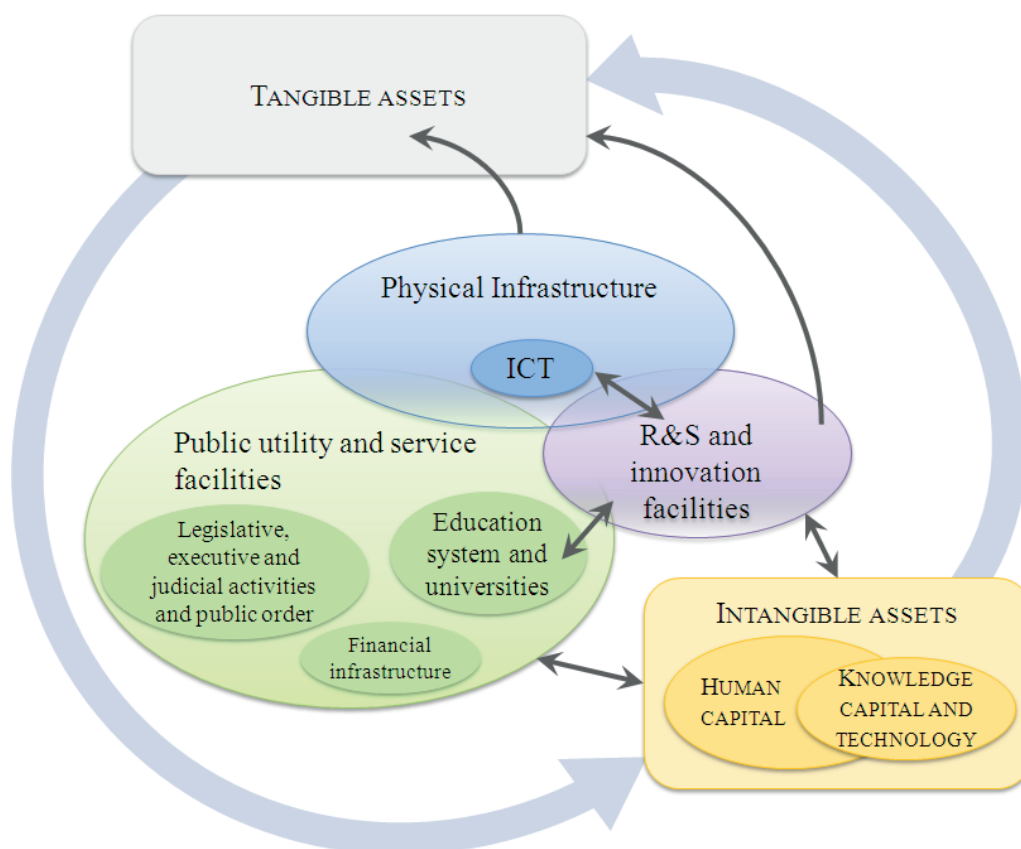 TANGIBLE ASSETS
Physical Infrastructure
ICT
Public utility and service
facilities
R&S and
innovation
facilities
Legislative,
executive and
judicial activities
and public order
Education
system and
universities
Financial
infrastructure
INTANGIBLE ASSETS
HUMAN
CAPITAL
KNOWLEDGE
CAPITAL AND
TECHNOLOGY